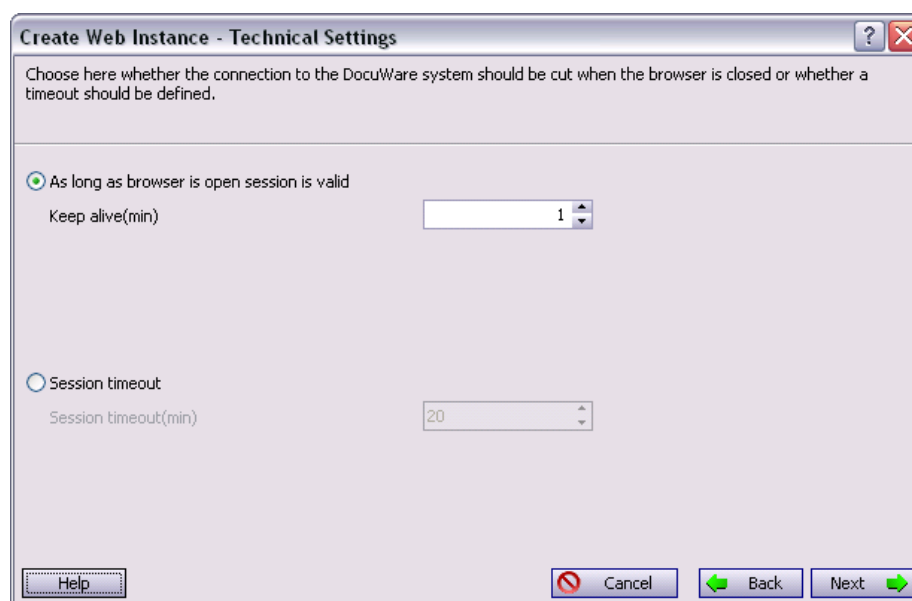 Create Web Instance - Technical Settings
?
Choose here whether the connection to the DocuWare system should be cut when the browser is closed or whether a
timeout should be defined.
As long as browser is open session is valid
Keep alive(min) 1
Session timeout
Session timeout(min) 20
Help Cancel Back Next